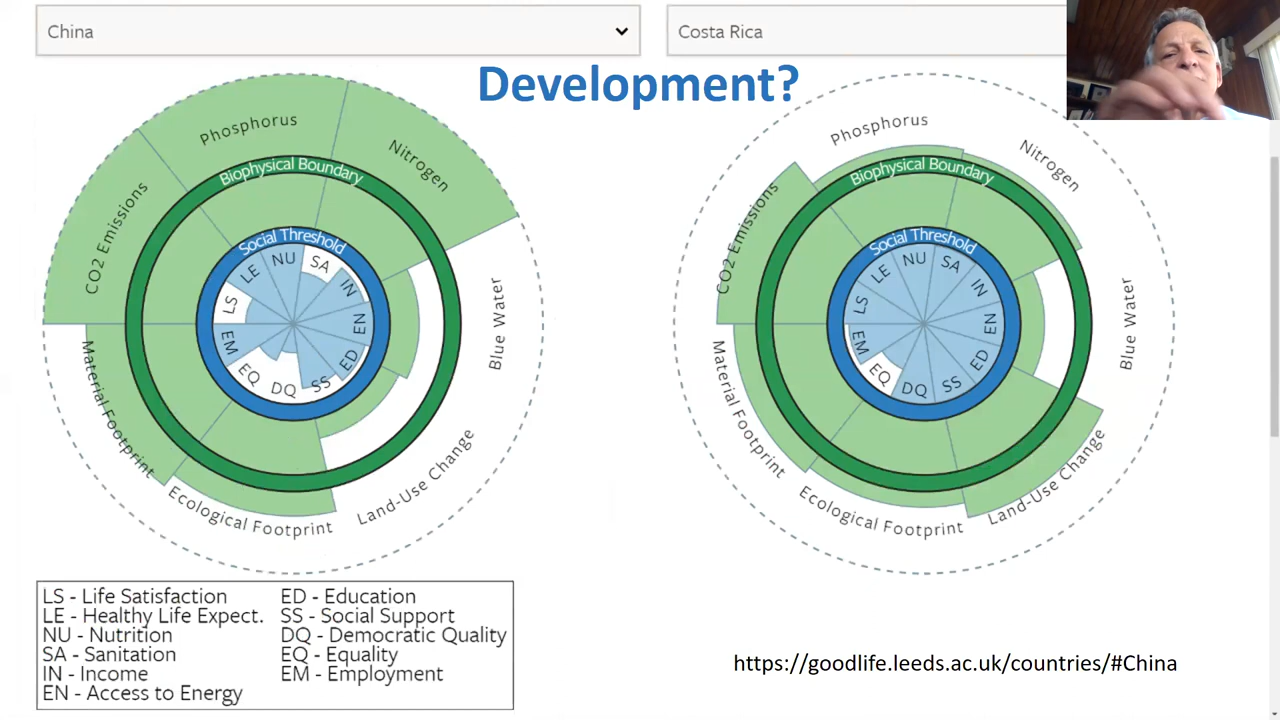 China
Costa Rica
Development?
Phosphorus
Nitrogen
CO2 Emissions
Biophysical Boundary
Social Threshold
NU
SA
LE
IN
LS
EN
EM
ED
EQ
DQ
SS
Blue Water
Material Footprint
Ecological Footprint
Land-Use Change
Phosphorus
Nitrogen
CO2 Emissions
Biophysical Boundary
Social Threshold
NU
SA
LE
IN
LS
EN
EM
ED
EQ
DQ
SS
Blue Water
Material Footprint
Ecological Footprint
Land-Use Change
LS - Life Satisfaction
LE - Healthy Life Expect.
NU - Nutrition
SA - Sanitation
IN - Income
EN - Access to Energy
ED - Education
SS - Social Support
DQ - Democratic Quality
EQ - Equality
EM - Employment
https://goodlife.leeds.ac.uk/countries/#China